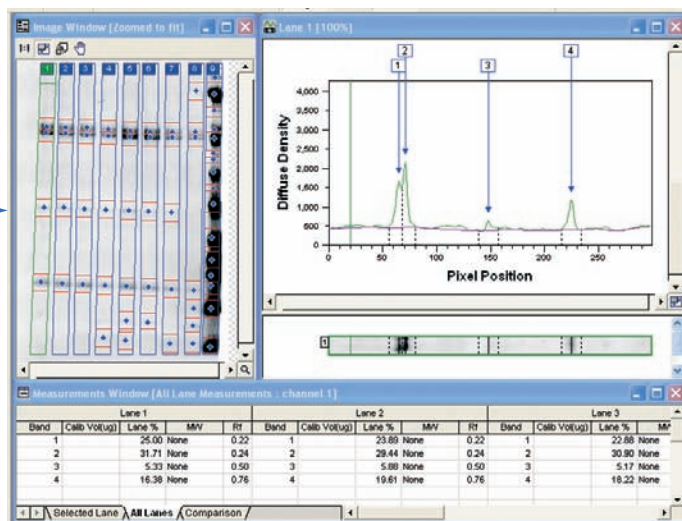 Image Window [Zoomed to fit]
1:1
1 2 3 4 5 6 7 8 9
Lane 1 [100%]
1 2 3 4
4,000
3,500
3,000
2,500
2,000
1,500
1,000
500
0
Diffuse Density
0 50 100 150 200 250
Pixel Position
1
Measurements Window [All Lane Measurements : channel 1]
Lane 1 Lane 2 Lane 3
Band Calib Vol(ug) Lane % MW Rf Band Calib Vol(ug) Lane % MW Rf Band Calib Vol(ug) Lane %
1 25.00 None 0.22 1 23.89 None 0.22 1 22.88 None
2 31.71 None 0.24 2 29.44 None 0.24 2 30.90 None
3 5.33 None 0.50 3 5.88 None 0.50 3 5.17 None
4 16.38 None 0.76 4 19.61 None 0.76 4 18.22 None
Selected Lane All Lanes Comparison